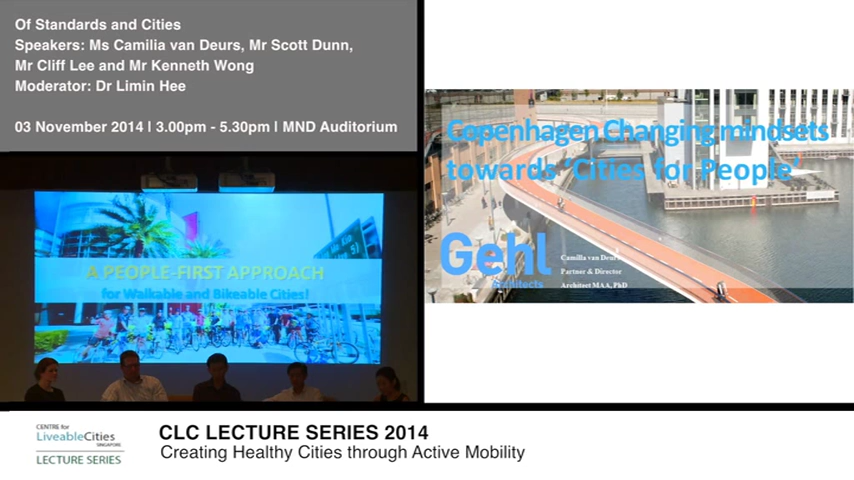 Of Standards and Cities
Speakers: Ms Camilia van Deurs, Mr Scott Dunn,
Mr Cliff Lee and Mr Kenneth Wong
Moderator: Dr Limin Hee
03 November 2014 | 3.00pm - 5.30pm | MND Auditorium
A PEOPLE-FIRST APPROACH
for Walkable and Bikeable Cities!
Copenhagen Changing mindsets
towards 'Cities for People'
Gehl
Architects
Camilla van Deurs
Partner & Director
Architect MAA, PhD
CENTRE for
LiveableCities
SINGAPORE
LECTURE SERIES
CLC LECTURE SERIES 2014
Creating Healthy Cities through Active Mobility